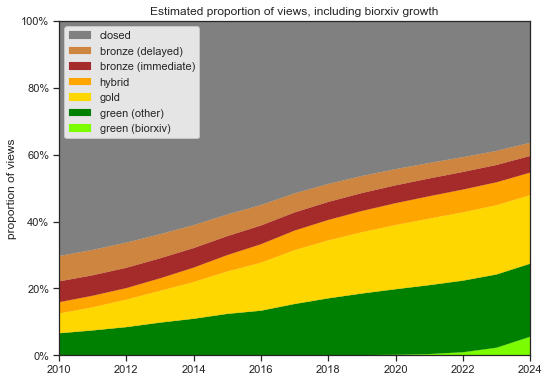 Estimated proportion of views, including biorxiv growth
100%
80%
60%
40%
20%
0%
proportion of views
closed
bronze (delayed)
bronze (immediate)
hybrid
gold
green (other)
green (biorxiv)
2010 2012 2014 2016 2018 2020 2022 2024